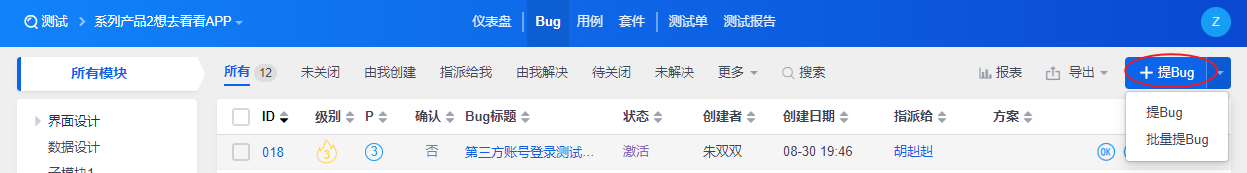 测试 系列产品2想去看看APP 仪表盘 Bug 用例 套件 测试单 测试报告 Z
所有模块 所有 12 未关闭 由我创建 指派给我 由我解决 待关闭 未解决 更多 搜索 报表 导出 提Bug
提Bug
批量提Bug
ID 级别 P 确认 Bug标题 状态 创建者 创建日期 指派给 方案
界面设计
数据设计
子模块1
018 3 3 否 第三方账号登录测试... 激活 朱双双 08-30 19:46 胡赳赳 OK